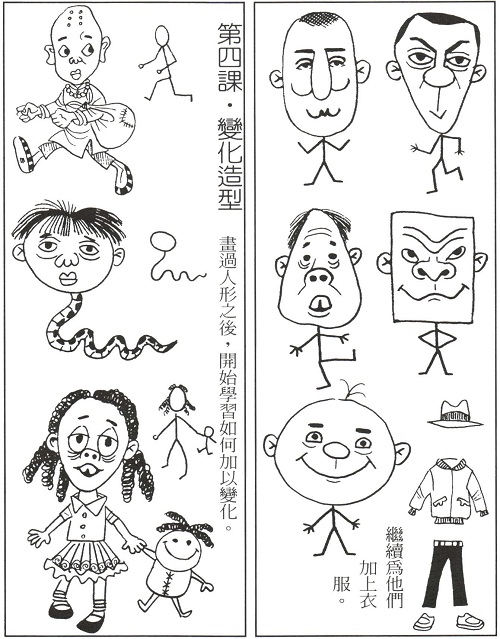 第四課・變化造型
畫過人形之後，開始學習如何加以變化。
繼續為他們
加上衣
服。